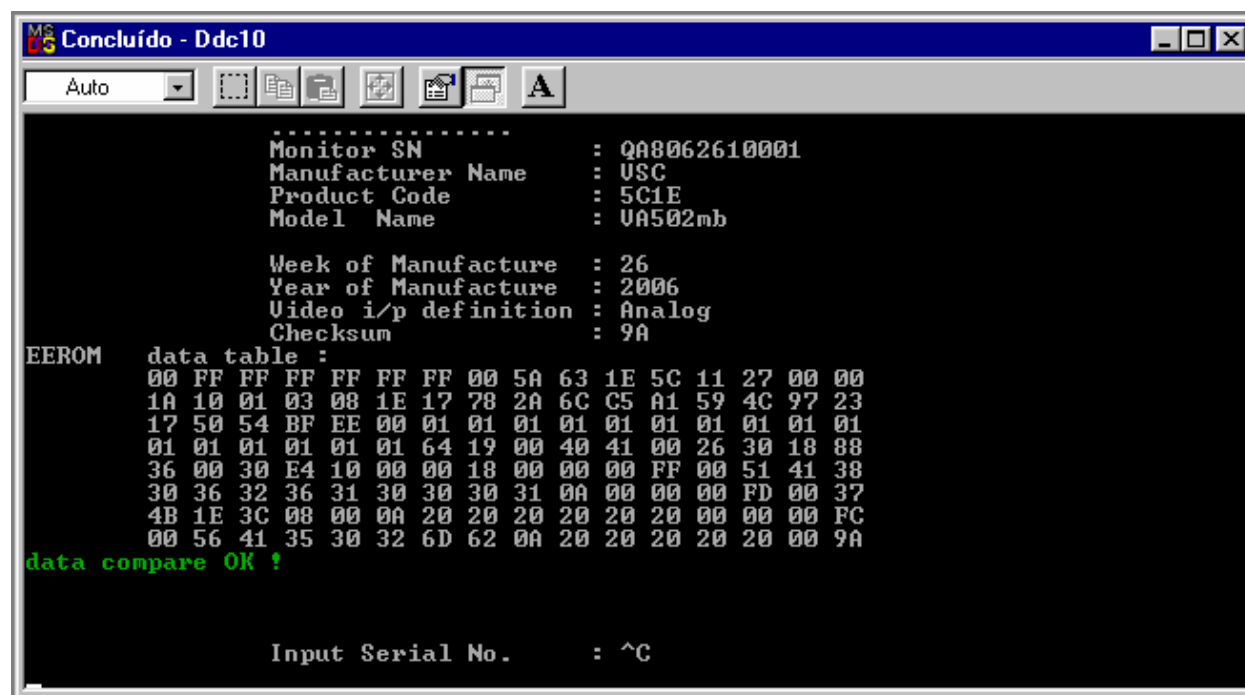 MS DOS Concluído - Ddc10
Auto A
................
Monitor SN : QA8062610001
Manufacturer Name : VSC
Product Code : 5C1E
Model Name : VA502mb
Week of Manufacture : 26
Year of Manufacture : 2006
Video i/p definition : Analog
Checksum : 9A
EEROM data table :
00 FF FF FF FF FF FF 00 5A 63 1E 5C 11 27 00 00
1A 10 01 03 08 1E 17 78 2A 6C C5 A1 59 4C 97 23
17 50 54 BF EE 00 01 01 01 01 01 01 01 01 01 01
01 01 01 01 01 01 64 19 00 40 41 00 26 30 18 88
36 00 30 E4 10 00 00 18 00 00 00 FF 00 51 41 38
30 36 32 36 31 30 30 30 31 0A 00 00 00 FD 00 37
4B 1E 3C 08 00 0A 20 20 20 20 20 20 00 00 00 FC
00 56 41 35 30 32 6D 62 0A 20 20 20 20 20 00 9A
data compare OK !
Input Serial No. : ^C